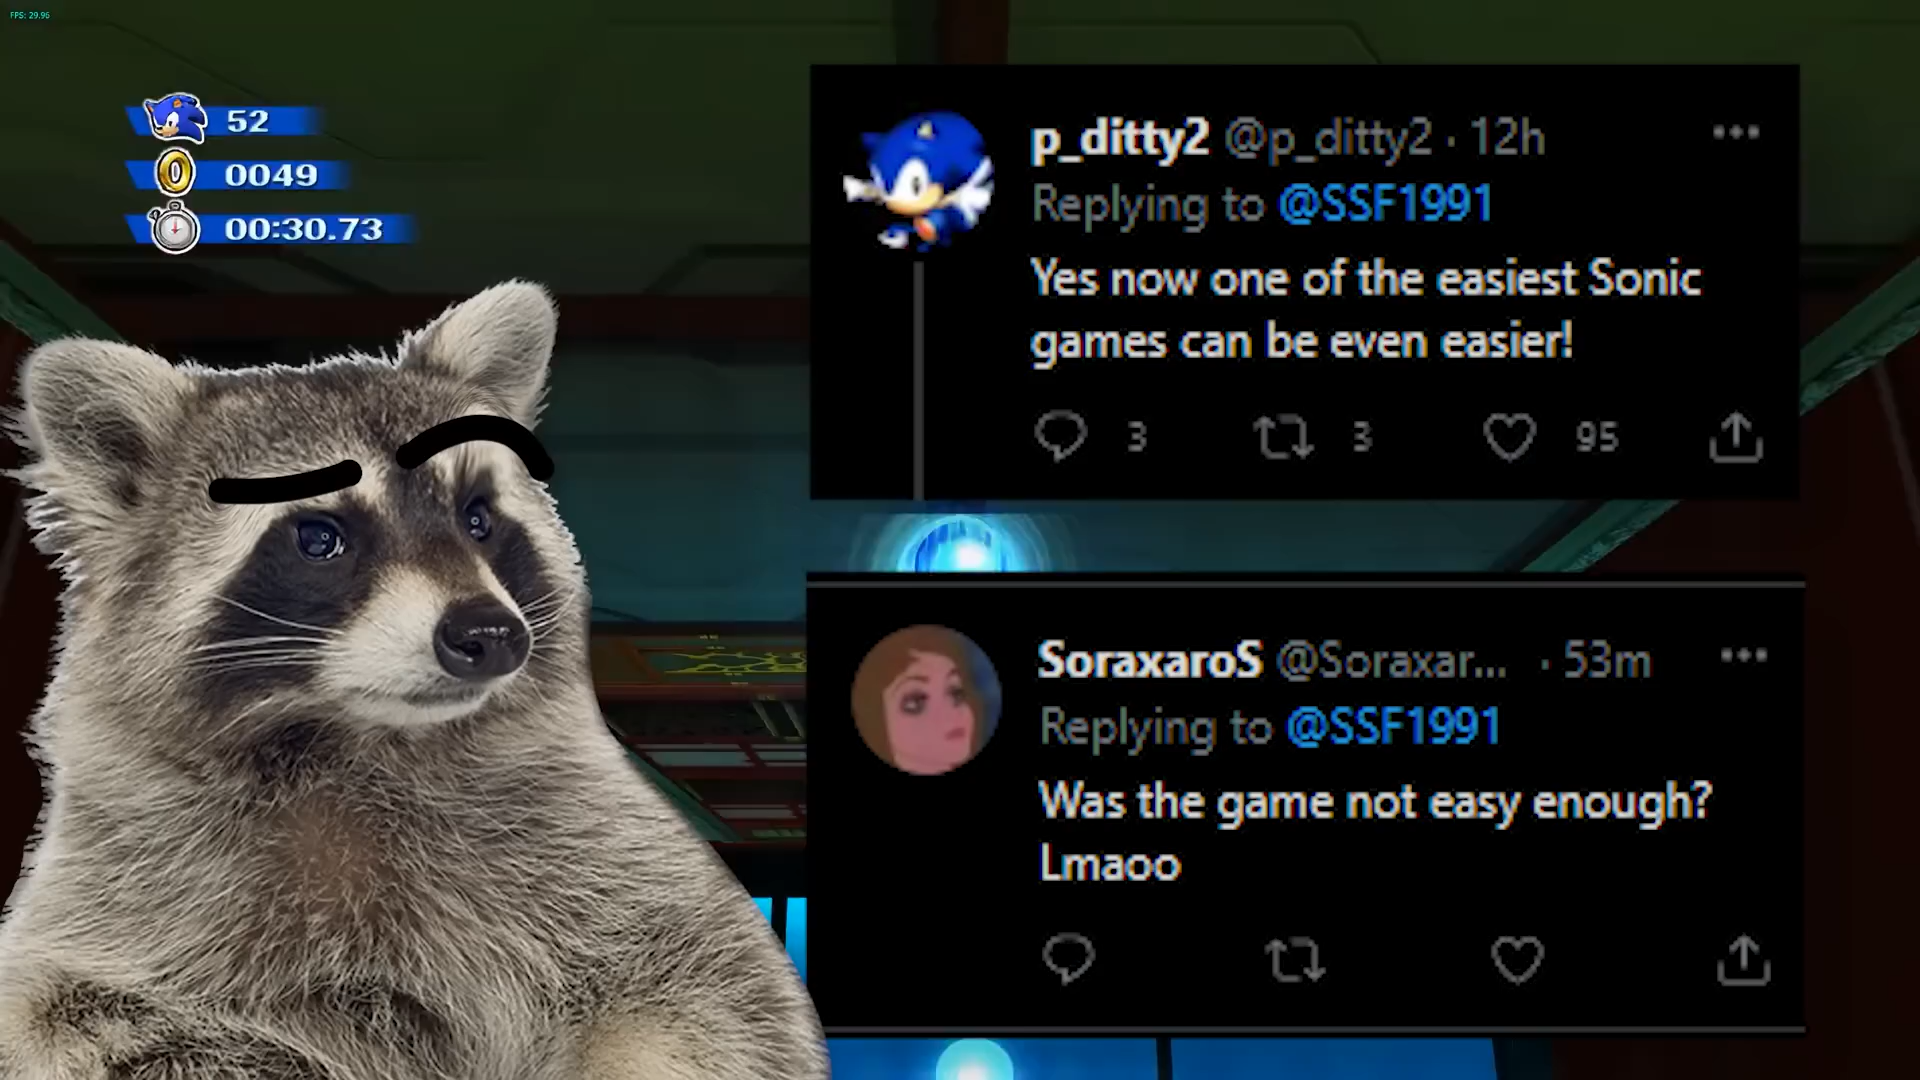 FPS: 29.96
52
0049
00:30.73
p_ditty2 @p_ditty2 · 12h
Replying to @SSF1991
Yes now one of the easiest Sonic
games can be even easier!
3 3 95
SoraxaroS @Soraxar... · 53m
Replying to @SSF1991
Was the game not easy enough?
Lmaoo